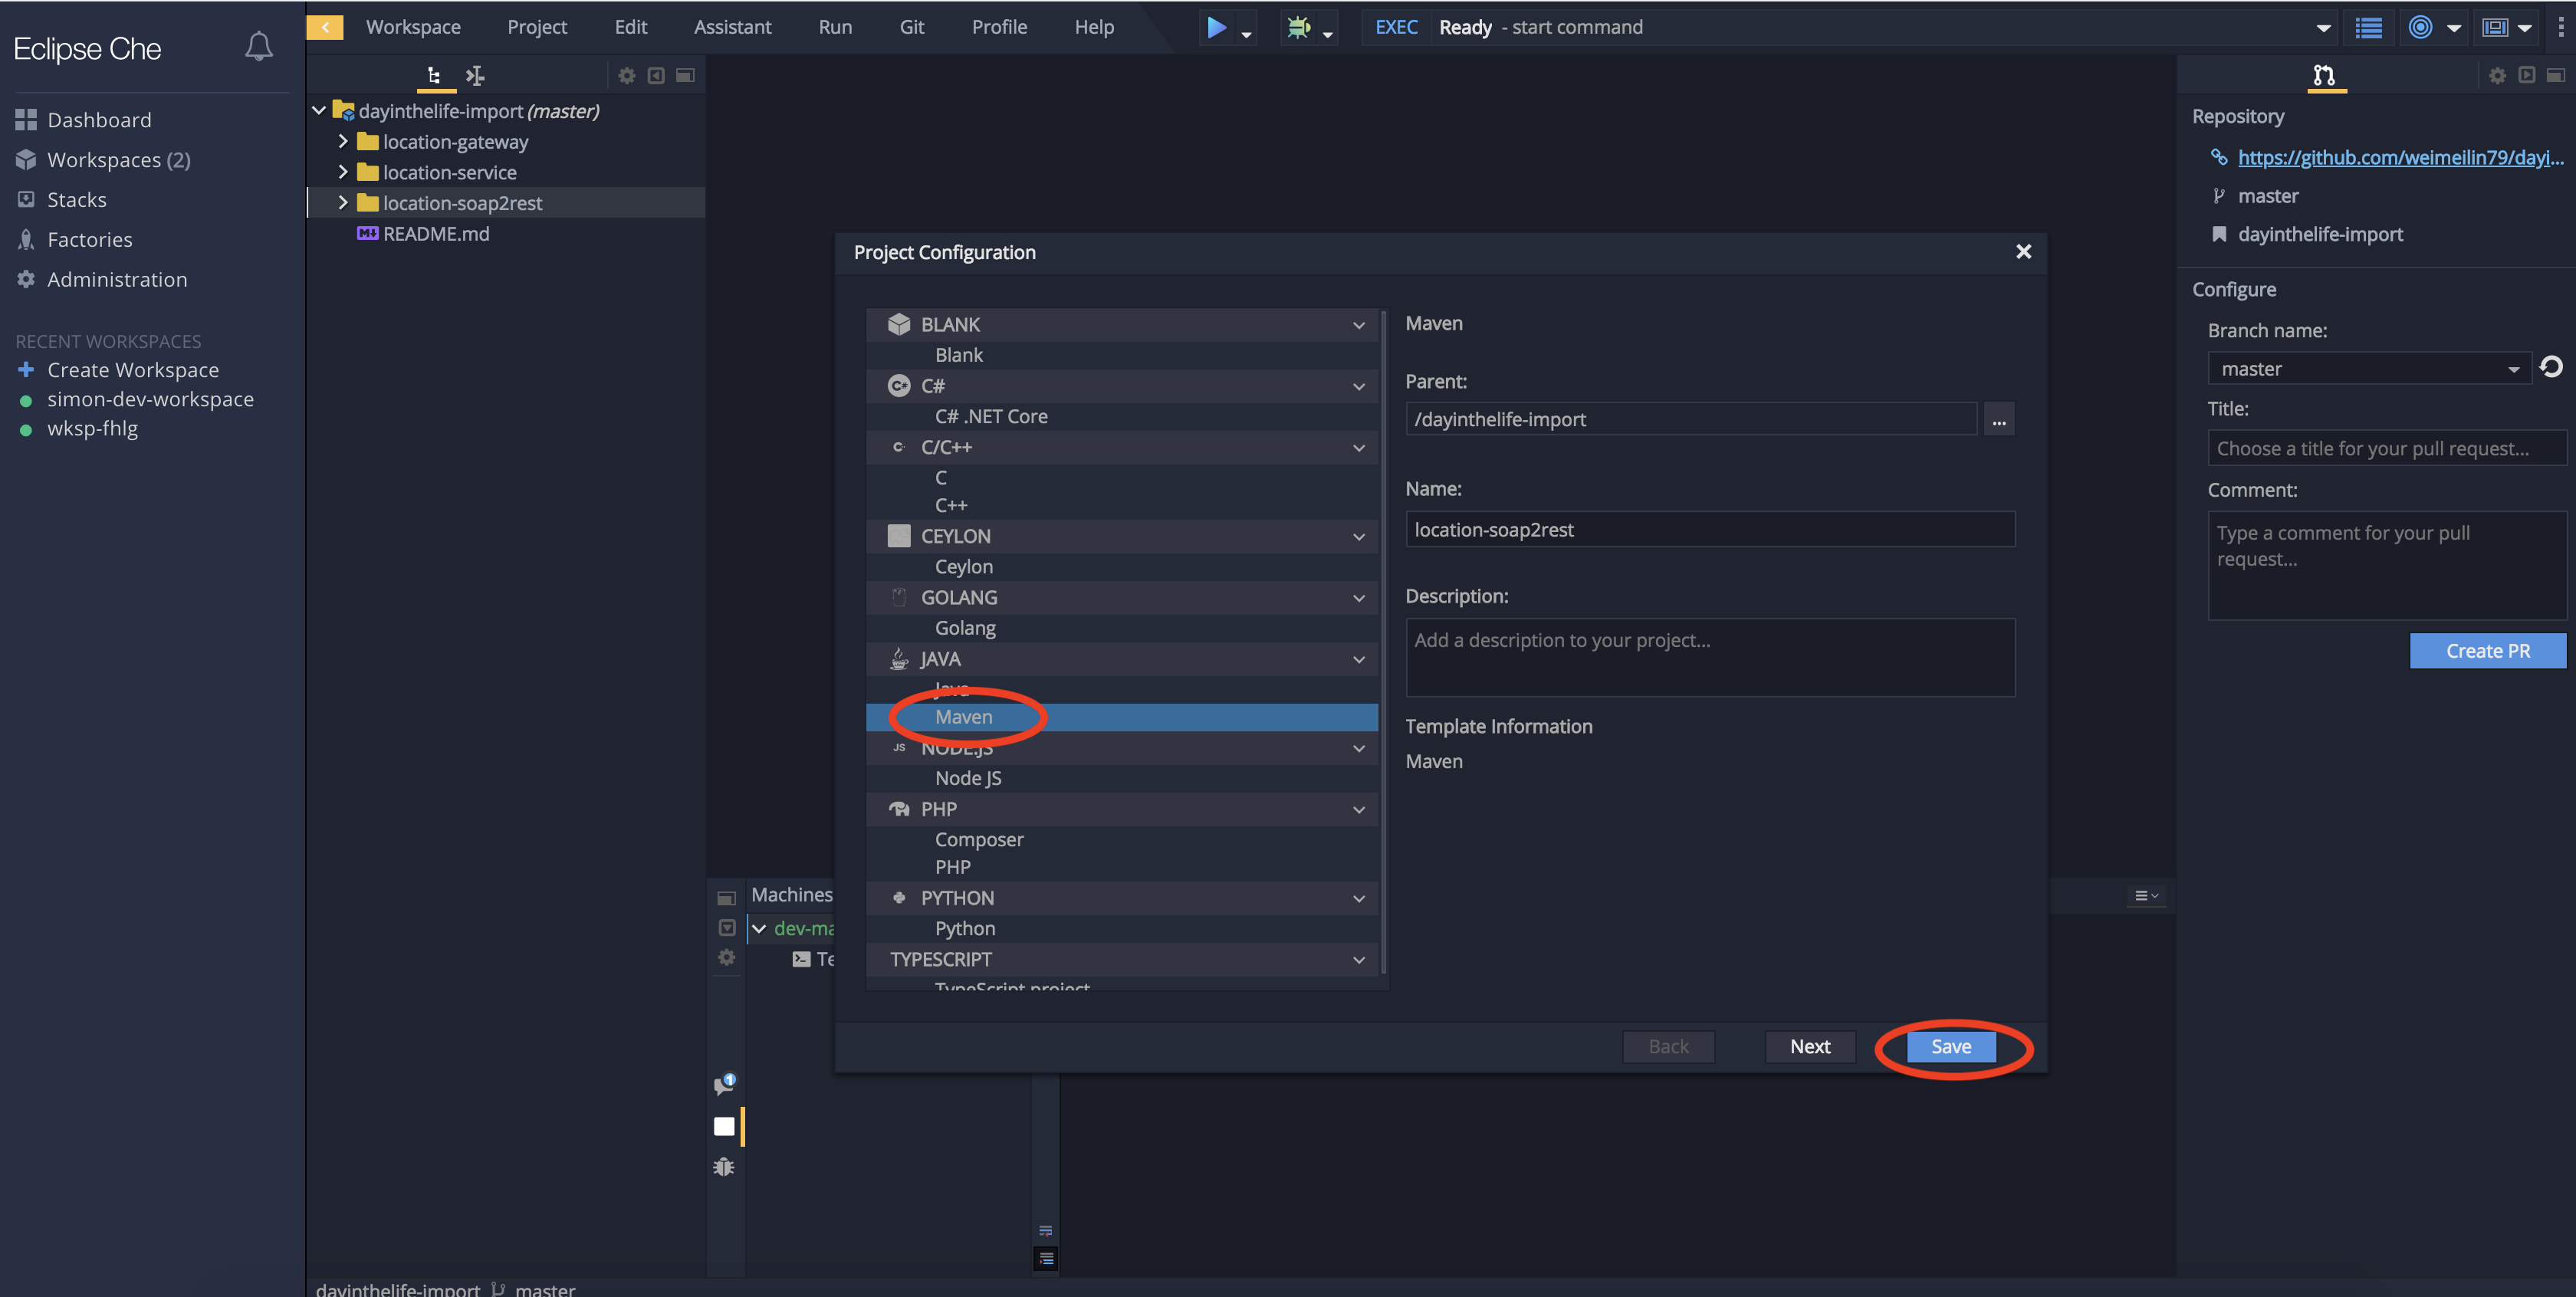 Eclipse Che
Dashboard
Workspaces (2)
Stacks
Factories
Administration
RECENT WORKSPACES
Create Workspace
simon-dev-workspace
wksp-fhlg
Workspace Project Edit Assistant Run Git Profile Help
EXEC Ready - start command
dayinthelife-import (master)
location-gateway
location-service
location-soap2rest
M↓ README.md
Project Configuration
BLANK
Blank
C#
C# .NET Core
C/C++
C
C++
CEYLON
Ceylon
GOLANG
Golang
JAVA
Java
Maven
JS NODE.JS
Node JS
PHP
Composer
PHP
PYTHON
Python
TYPESCRIPT
TypeScript project
Maven
Parent:
/dayinthelife-import
...
Name:
location-soap2rest
Description:
Add a description to your project...
Template Information
Maven
Back Next Save
Machines
dev-ma
Te
1
Repository
https://github.com/weimeilin79/dayi...
master
dayinthelife-import
Configure
Branch name:
master
Title:
Choose a title for your pull request...
Comment:
Type a comment for your pull
request...
Create PR
dayinthelife-import master